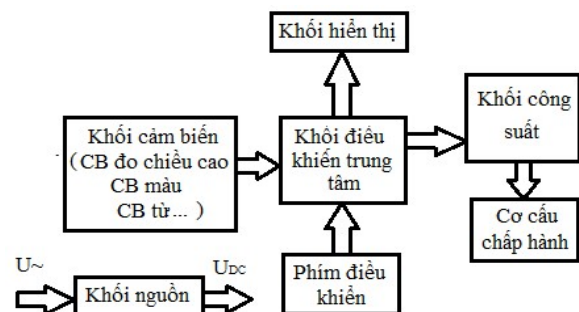 Khối hiển thị
Khối cảm biến
(CB đo chiều cao
CB màu
CB từ... )
Khôi điều
khiển trung
tâm
Khối công
suất
Cơ cấu
chấp hành
Phím điều
khiển
U~
Khối nguồn
UDC